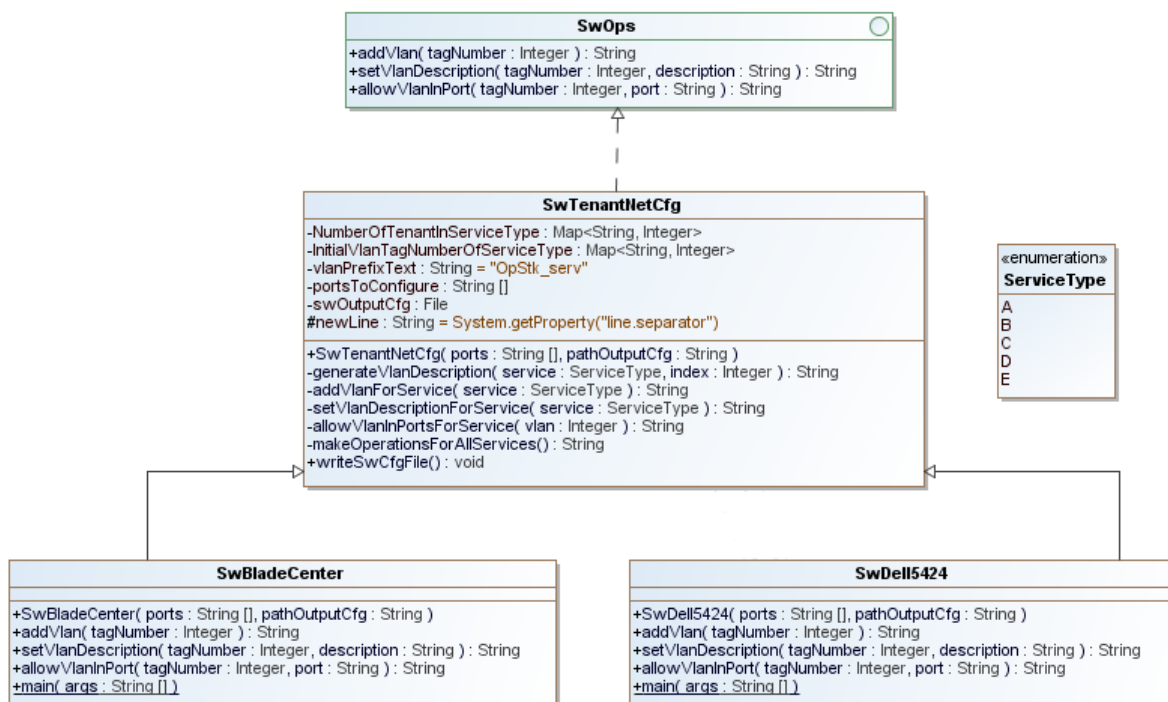 SwOps
+addVlan( tagNumber : Integer ) : String
+setVlanDescription( tagNumber : Integer, description : String ) : String
+allowVlanInPort( tagNumber : Integer, port : String ) : String
SwTenantNetCfg
-NumberOfTenantInServiceType : Map<String, Integer>
-InitialVlanTagNumberOfServiceType : Map<String, Integer>
-vlanPrefixText : String = "OpStk_serv"
-portsToConfigure : String []
-swOutputCfg : File
#newLine : String = System.getProperty("line.separator")
+SwTenantNetCfg( ports : String [], pathOutputCfg : String )
-generateVlanDescription( service : ServiceType, index : Integer ) : String
-addVlanForService( service : ServiceType ) : String
-setVlanDescriptionForService( service : ServiceType ) : String
-allowVlanInPortsForService( vlan : Integer ) : String
-makeOperationsForAllServices() : String
+writeSwCfgFile() : void
«enumeration»
ServiceType
A
B
C
D
E
SwBladeCenter
+SwBladeCenter( ports : String [], pathOutputCfg : String )
+addVlan( tagNumber : Integer ) : String
+setVlanDescription( tagNumber : Integer, description : String ) : String
+allowVlanInPort( tagNumber : Integer, port : String ) : String
+main( args : String [] )
SwDell5424
+SwDell5424( ports : String [], pathOutputCfg : String )
+addVlan( tagNumber : Integer ) : String
+setVlanDescription( tagNumber : Integer, description : String ) : String
+allowVlanInPort( tagNumber : Integer, port : String ) : String
+main( args : String [] )